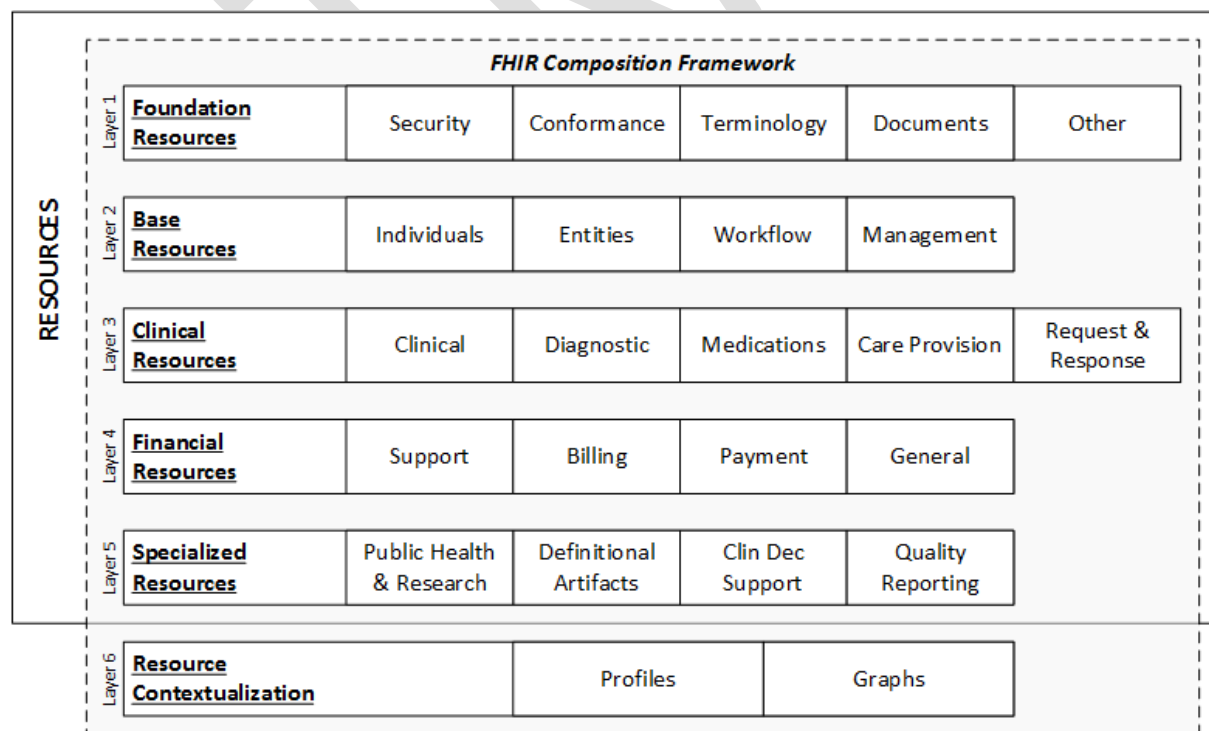 FHIR Composition Framework
RESOURCES
Layer 1
Foundation
Resources
Security
Conformance
Terminology
Documents
Other
Layer 2
Base
Resources
Individuals
Entities
Workflow
Management
Layer 3
Clinical
Resources
Clinical
Diagnostic
Medications
Care Provision
Request &
Response
Layer 4
Financial
Resources
Support
Billing
Payment
General
Layer 5
Specialized
Resources
Public Health
& Research
Definitional
Artifacts
Clin Dec
Support
Quality
Reporting
Layer 6
Resource
Contextualization
Profiles
Graphs